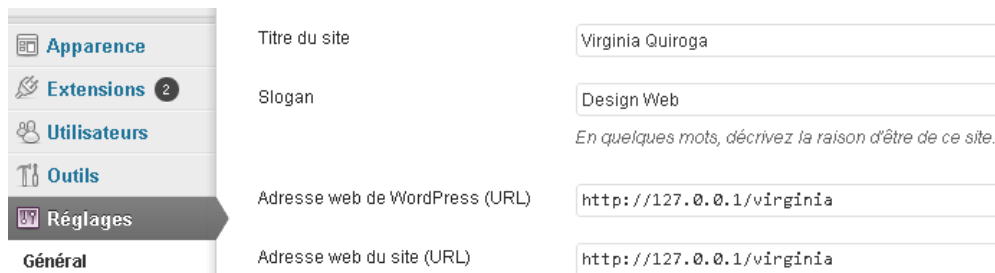 Apparence
Extensions 2
Utilisateurs
Outils
Réglages
Général
Titre du site
Virginia Quiroga
Slogan
Design Web
En quelques mots, décrivez la raison d'être de ce site.
Adresse web de WordPress (URL)
http://127.0.0.1/virginia
Adresse web du site (URL)
http://127.0.0.1/virginia